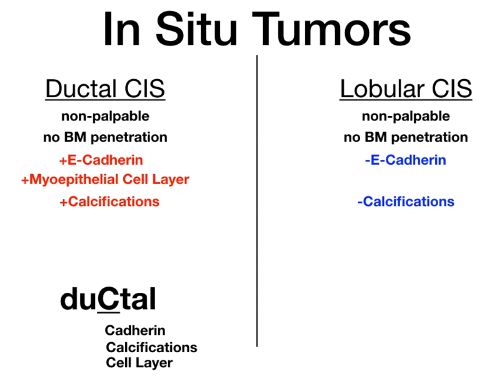 In Situ Tumors
Ductal CIS
non-palpable
no BM penetration
+E-Cadherin
+Myoepithelial Cell Layer
+Calcifications
duCtal
Cadherin
Calcifications
Cell Layer
Lobular CIS
non-palpable
no BM penetration
-E-Cadherin
-Calcifications